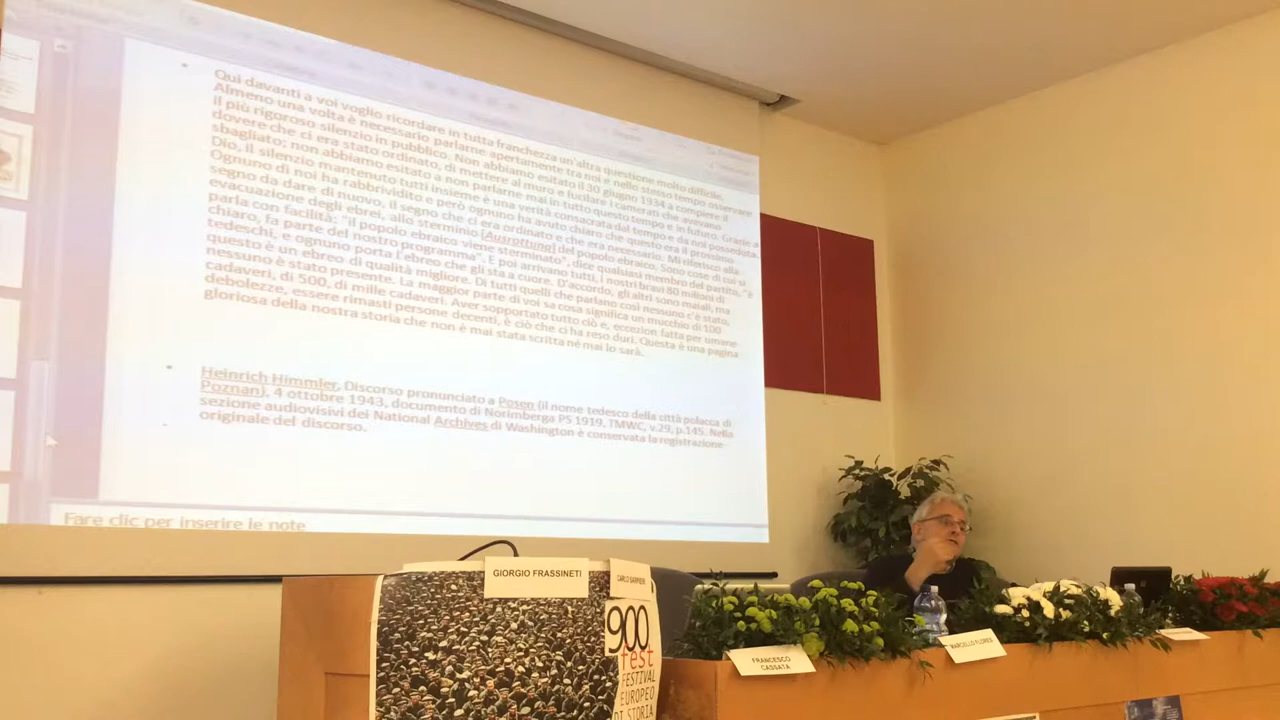 Qui davanti a voi voglio ricordare in tutta franchezza un'altra questione molto difficile.
Almeno una volta è necessario parlarne apertamente tra noi e nello stesso tempo osservare
il più rigoroso silenzio in pubblico. Non abbiamo esitato il 30 giugno 1934 a compiere il
dovere che ci era stato ordinato, di mettere al muro e fucilare i camerati che avevano
sbagliato; non abbiamo esitato a non parlarne mai in tutto questo tempo e in futuro. Grazie a
Dio, il silenzio mantenuto tutti insieme è una verità consacrata dal tempo e da noi posseduta.
Ognuno di noi ha rabbrividito e però ognuno ha avuto chiaro che questo era il prossimo
segno da dare di nuovo, il segno che ci era ordinato e che era necessario. Mi riferisco alla
evacuazione degli ebrei, allo sterminio [Ausrottung] del popolo ebraico. Sono cose di cui si
parla con facilità: "il popolo ebraico viene sterminato", dice qualsiasi membro del partito, "è
chiaro, fa parte del nostro programma". E poi arrivano tutti, i nostri bravi 80 milioni di
tedeschi, e ognuno porta l'ebreo che gli sta a cuore. D'accordo, gli altri sono maiali, ma
questo è un ebreo di qualità migliore. Di tutti quelli che parlano così nessuno c'è stato,
nessuno è stato presente. La maggior parte di voi sa cosa significa un mucchio di 100
cadaveri, di 500, di mille cadaveri. Aver sopportato tutto ciò e, eccezion fatta per umane
debolezze, essere rimasti persone decenti, è ciò che ci ha reso duri. Questa è una pagina
gloriosa della nostra storia che non è mai stata scritta né mai lo sarà.
Heinrich Himmler, Discorso pronunciato a Posen (il nome tedesco della città polacca di
Poznan), 4 ottobre 1943, documento di Norimberga PS 1919, TMWC, v.29, p.145. Nella
sezione audiovisivi dei National Archives di Washington è conservata la registrazione
originale del discorso.
Fare clic per inserire le note
GIORGIO FRASSINETI
CARLO
900
fest
FESTIVAL
EUROPEO
DI STORIA
FRANCESCO
CASSATA
MARCELLO FLORES